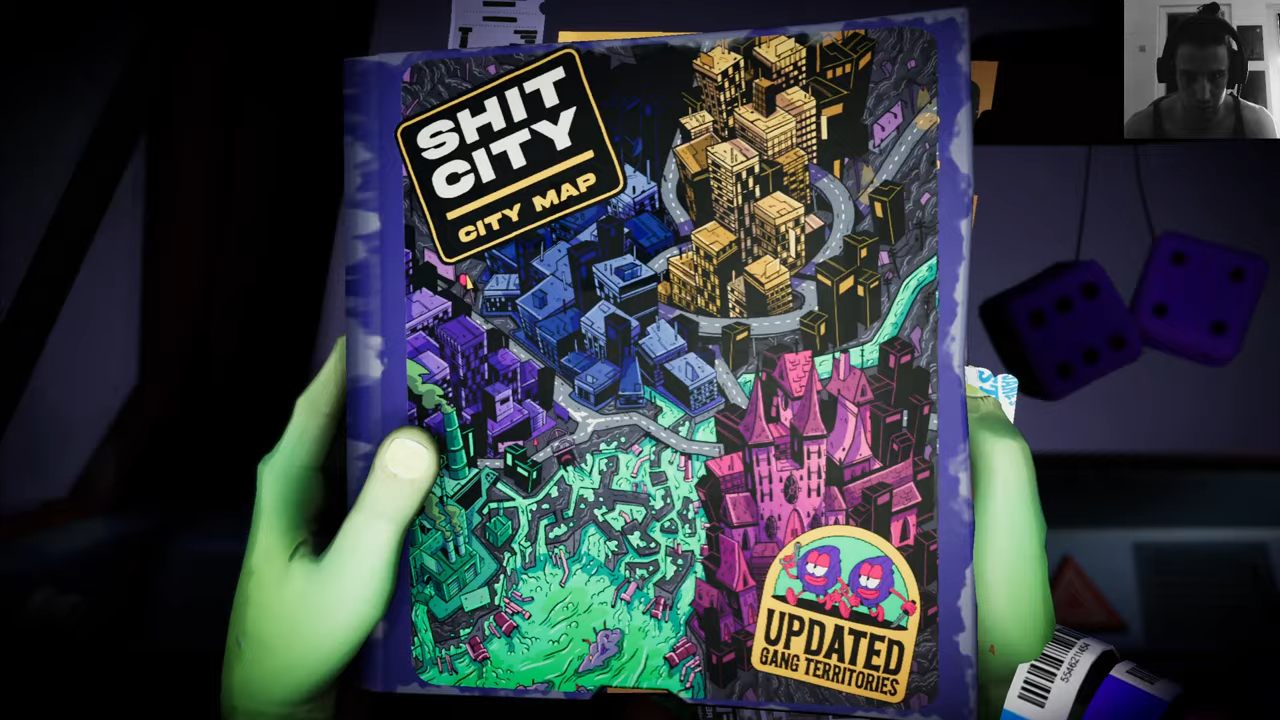 SHIT
CITY
CITY MAP
UPDATED
GANG TERRITORIES